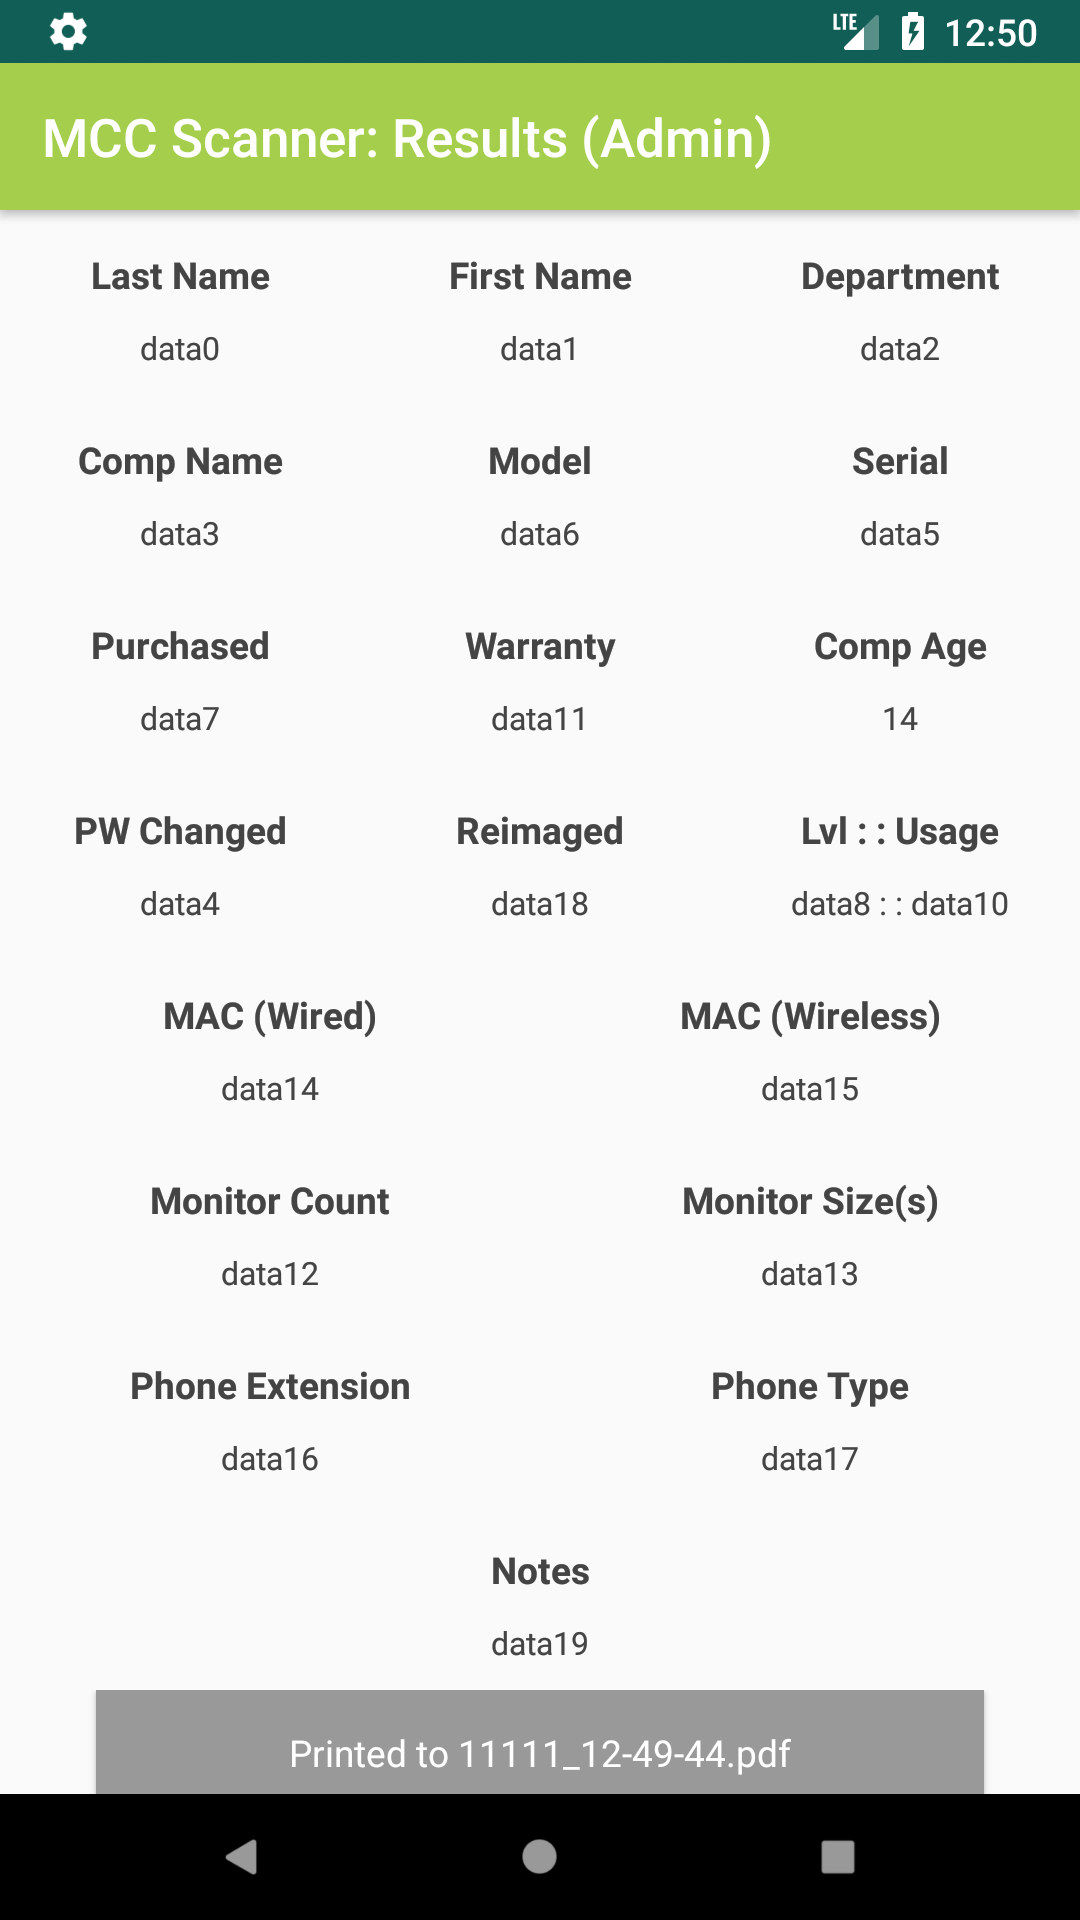 LTE 12:50
MCC Scanner: Results (Admin)
Last Name First Name Department
data0 data1 data2
Comp Name Model Serial
data3 data6 data5
Purchased Warranty Comp Age
data7 data11 14
PW Changed Reimaged Lvl : : Usage
data4 data18 data8 : : data10
MAC (Wired) MAC (Wireless)
data14 data15
Monitor Count Monitor Size(s)
data12 data13
Phone Extension Phone Type
data16 data17
Notes
data19
Printed to 11111_12-49-44.pdf